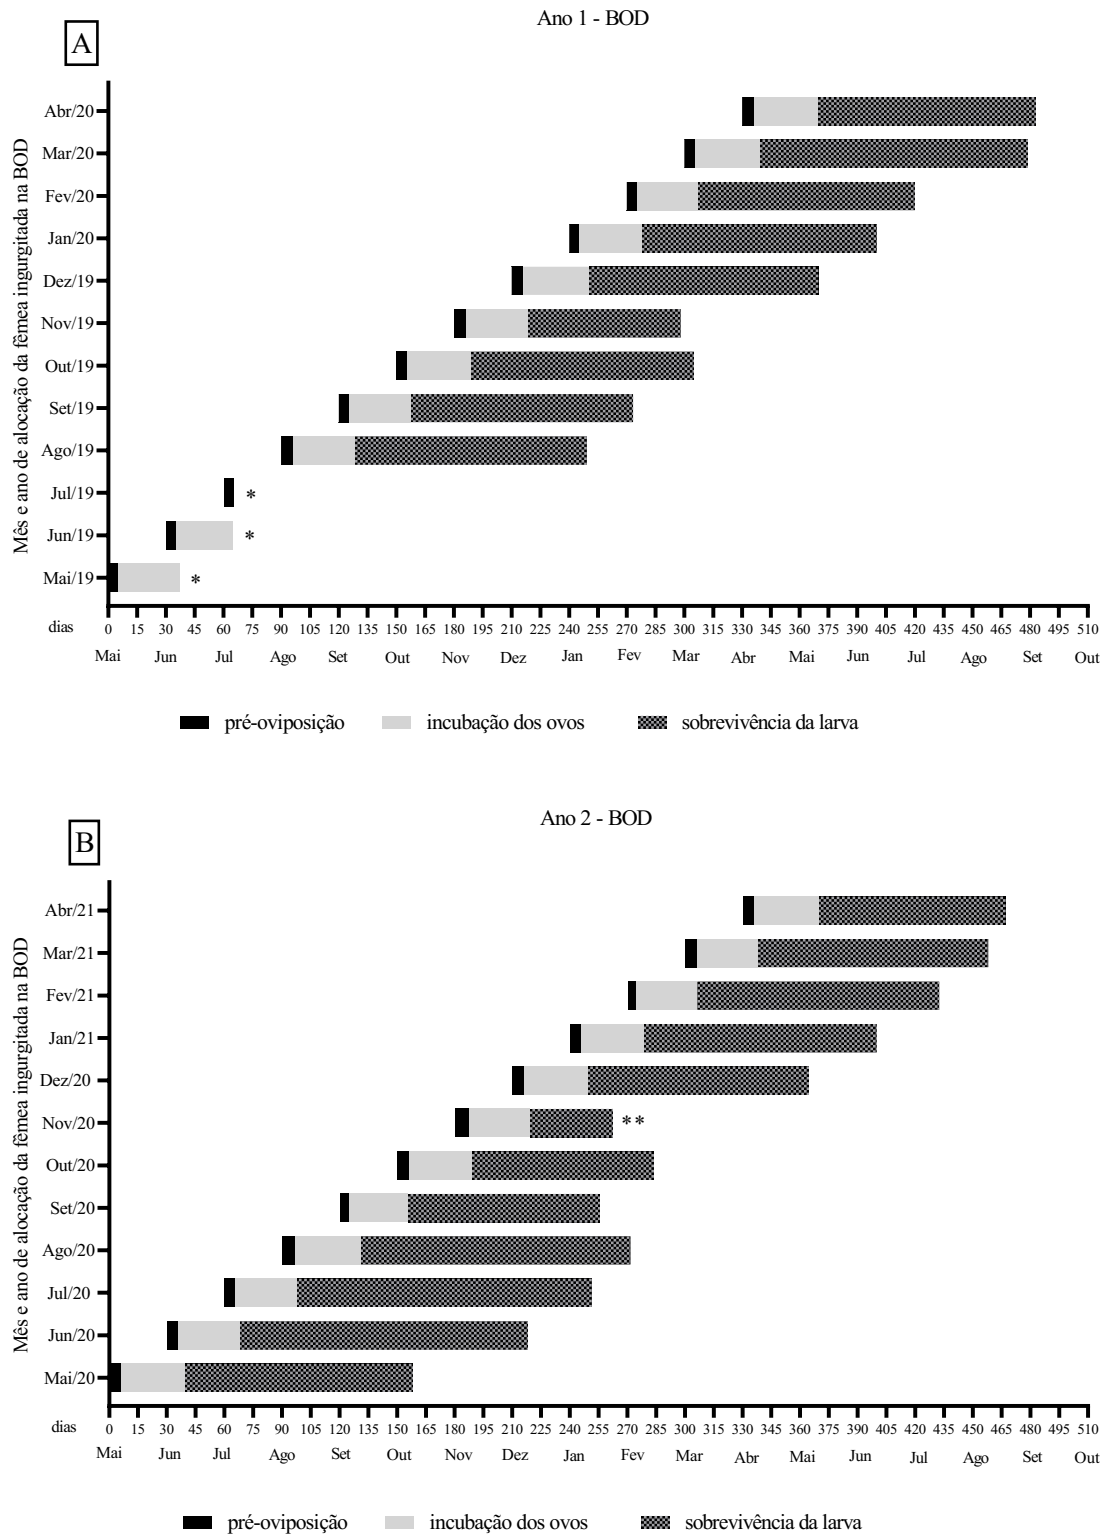 Ano 1 - BOD
A
Mês e ano de alocação da fêmea ingurgitada na BOD
Abr/20
Mar/20
Fev/20
Jan/20
Dez/19
Nov/19
Out/19
Set/19
Ago/19
Jul/19 *
Jun/19 *
Mai/19 *
dias 0 15 30 45 60 75 90 105 120 135 150 165 180 195 210 225 240 255 270 285 300 315 330 345 360 375 390 405 420 435 450 465 480 495 510
Mai Jun Jul Ago Set Out Nov Dez Jan Fev Mar Abr Mai Jun Jul Ago Set Out
pré-oviposição incubação dos ovos sobrevivência da larva
Ano 2 - BOD
B
Mês e ano de alocação da fêmea ingurgitada na BOD
Abr/21
Mar/21
Fev/21
Jan/21
Dez/20
Nov/20 **
Out/20
Set/20
Ago/20
Jul/20
Jun/20
Mai/20
dias 0 15 30 45 60 75 90 105 120 135 150 165 180 195 210 225 240 255 270 285 300 315 330 345 360 375 390 405 420 435 450 465 480 495 510
Mai Jun Jul Ago Set Out Nov Dez Jan Fev Mar Abr Mai Jun Jul Ago Set Out
pré-oviposição incubação dos ovos sobrevivência da larva